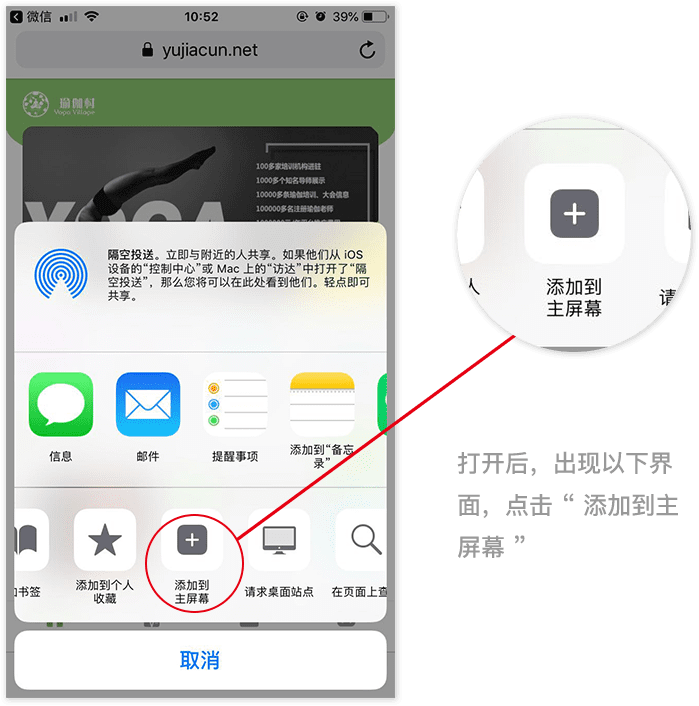 微信
10:52
39%
yujiacun.net
瑜伽村
Yoga Village
100多家培训机构进驻
1000多个知名导师展示
10000多条瑜伽培训、大会信息
100000多名注册瑜伽老师
YOGA
隔空投送。立即与附近的人共享。如果他们从 iOS
设备的“控制中心”或 Mac 上的“访达”中打开了“隔
空投送”，那么您将可以在此处看到他们。轻点即可
共享。
信息
邮件
提醒事项
添加到“备忘
录”
书签
添加到个人
收藏
添加到
主屏幕
请求桌面站点
在页面上查
取消
人
添加到
主屏幕
请
打开后，出现以下界
面，点击“ 添加到主
屏幕 ”